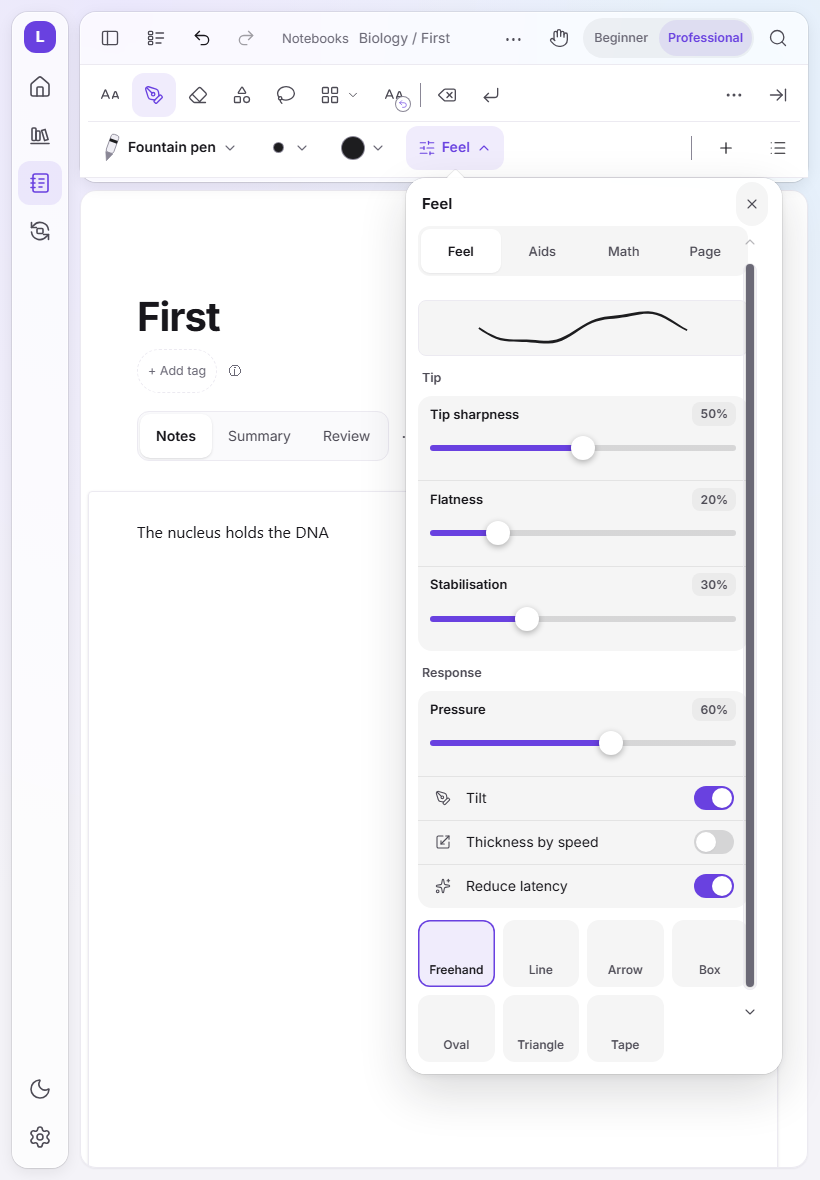 L
Notebooks Biology / First
Beginner Professional
Fountain pen
Feel
Feel
Feel Aids Math Page
First
+ Add tag
Notes Summary Review
The nucleus holds the DNA
Tip
Tip sharpness 50%
Flatness 20%
Stabilisation 30%
Response
Pressure 60%
Tilt
Thickness by speed
Reduce latency
Freehand Line Arrow Box
Oval Triangle Tape